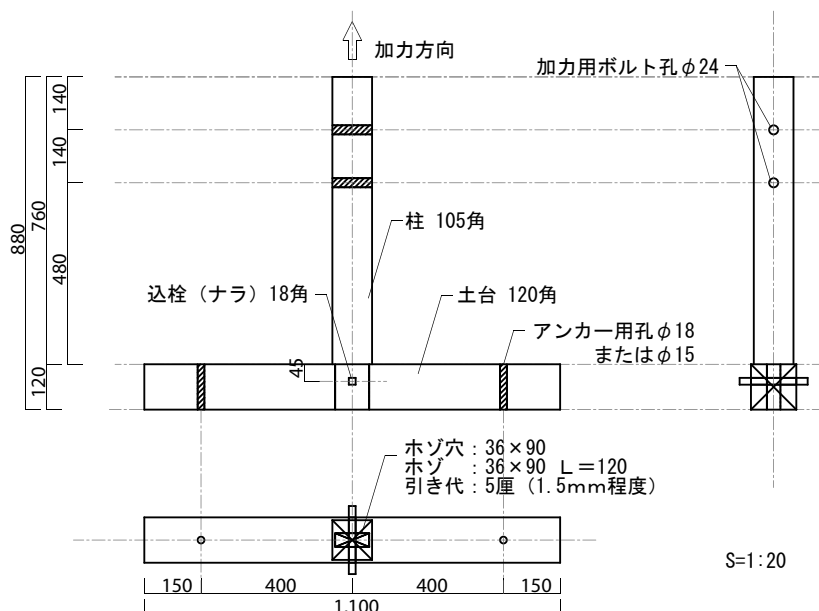 加力方向
加力用ボルト孔φ24
140
140
760
880
480
120
柱 105角
込栓（ナラ）18角
土台 120角
アンカー用孔φ18
またはφ15
45
ホゾ穴：36×90
ホゾ　：36×90 L＝120
引き代：5厘（1.5mm程度）
S=1:20
150
400
400
150
1,100